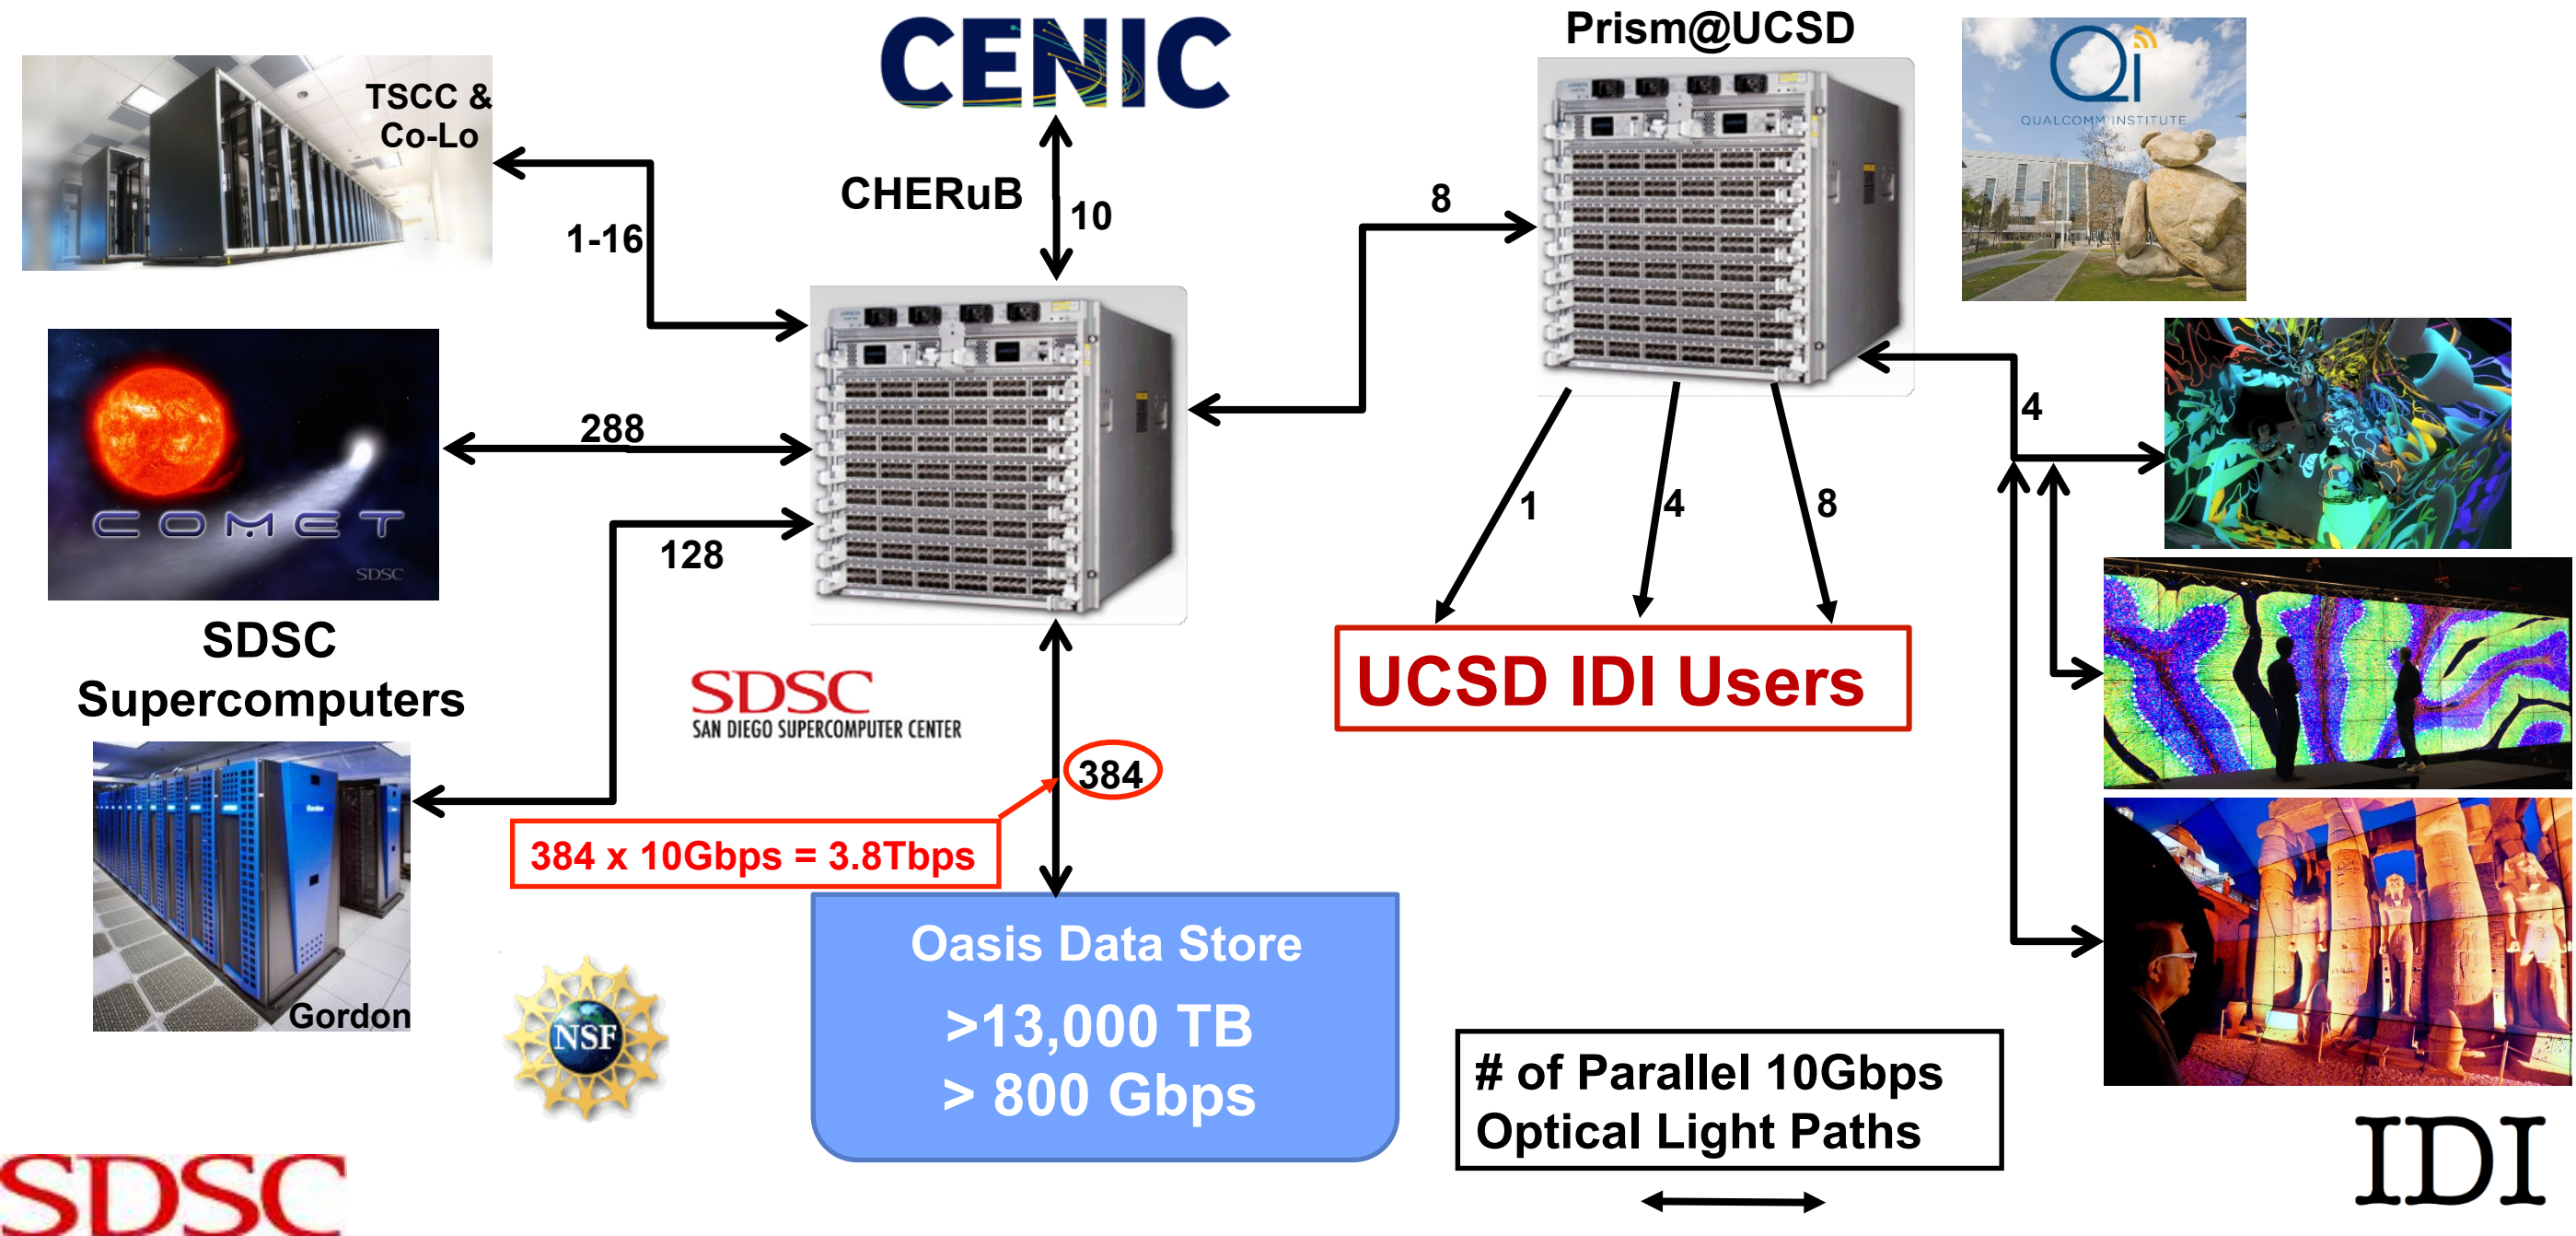 CENIC
Prism@UCSD
Qi
QUALCOMM INSTITUTE
TSCC &
Co-Lo
CHERuB
10
8
1-16
288
COMET
SDSC
128
4
1
4
8
SDSC
Supercomputers
SDSC
SAN DIEGO SUPERCOMPUTER CENTER
UCSD IDI Users
384
384 x 10Gbps = 3.8Tbps
Gordon
NSF
Oasis Data Store
>13,000 TB
> 800 Gbps
# of Parallel 10Gbps
Optical Light Paths
SDSC
IDI